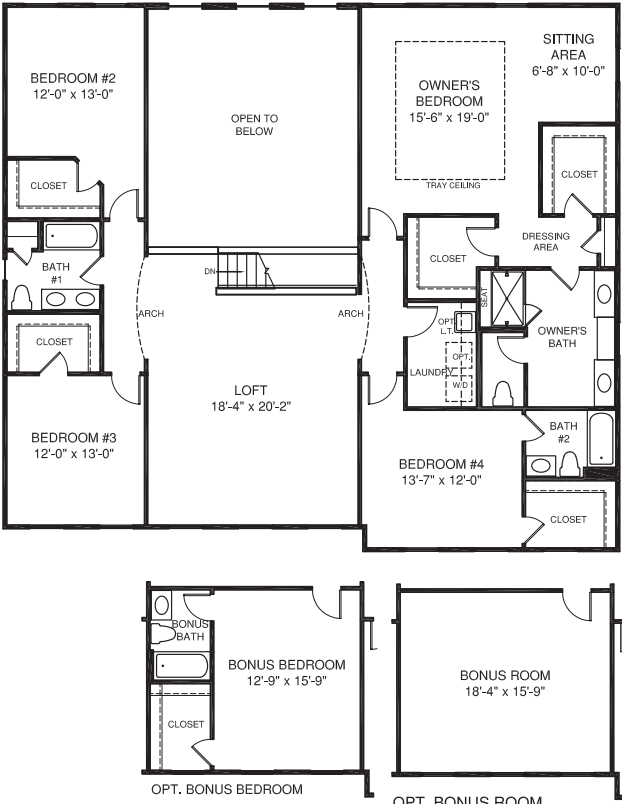 BEDROOM #2
12'-0" x 13'-0"
CLOSET
BATH
#1
CLOSET
BEDROOM #3
12'-0" x 13'-0"
OPEN TO
BELOW
DN
ARCH
ARCH
LOFT
18'-4" x 20'-2"
SITTING
AREA
6'-8" x 10'-0"
OWNER'S
BEDROOM
15'-6" x 19'-0"
TRAY CEILING
CLOSET
DRESSING
AREA
CLOSET
SEAT
OPT.
L.T.
OPT.
LAUNDRY
W/D
OWNER'S
BATH
BATH
#2
BEDROOM #4
13'-7" x 12'-0"
CLOSET
BONUS
BATH
BONUS BEDROOM
12'-9" x 15'-9"
CLOSET
OPT. BONUS BEDROOM
BONUS ROOM
18'-4" x 15'-9"
OPT. BONUS ROOM